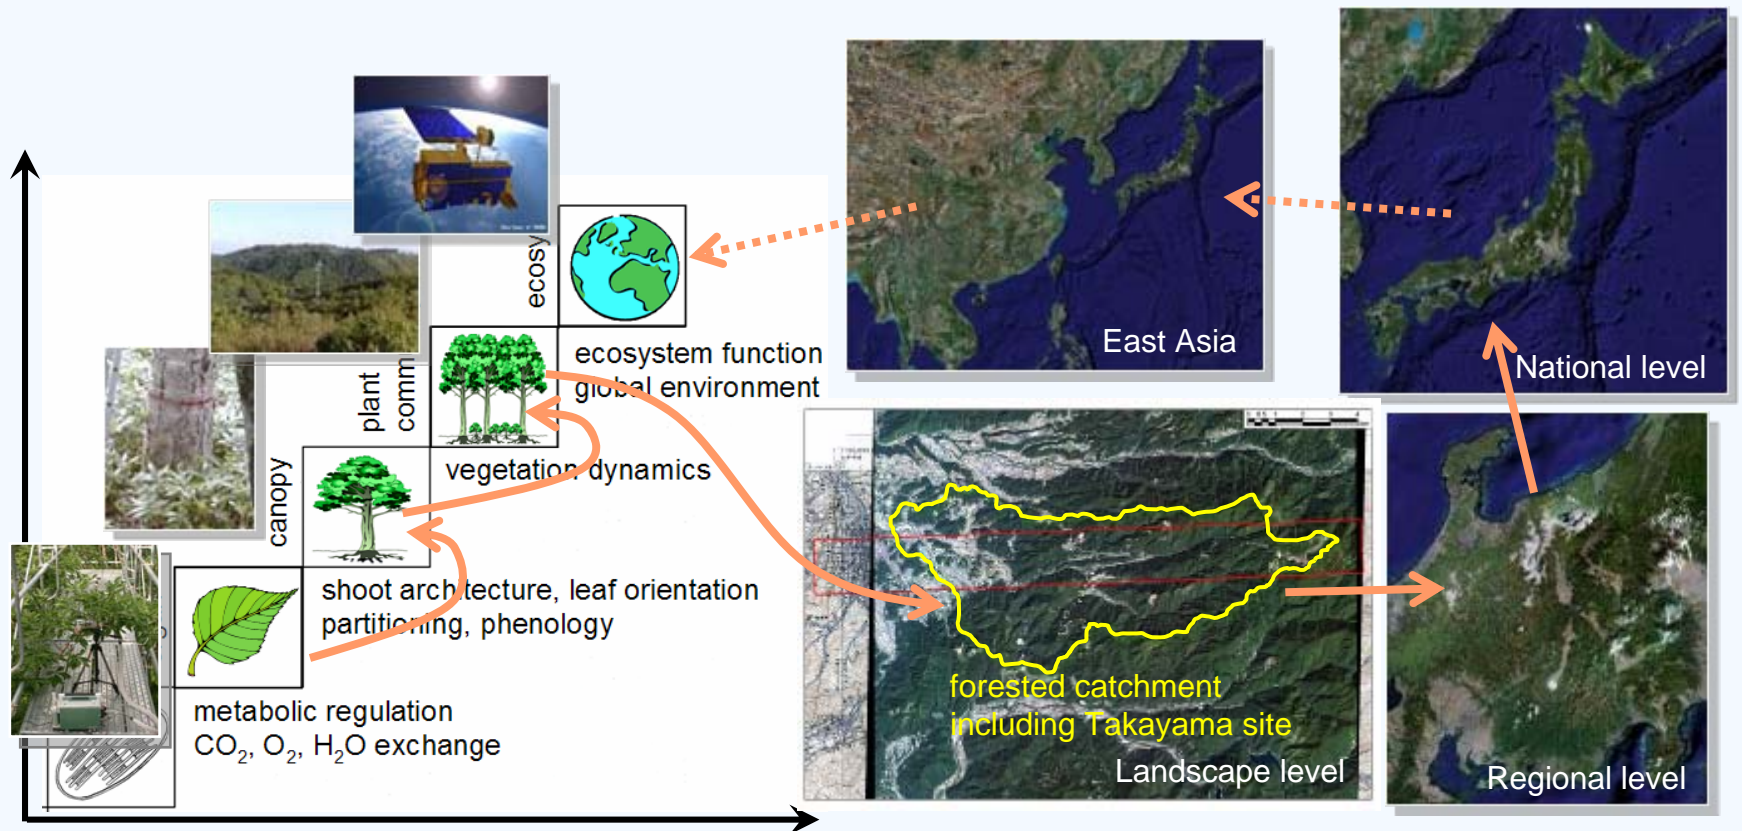 ecosy
ecosystem function
global environment
plant
comm
vegetation dynamics
canopy
shoot architecture, leaf orientation
partitioning, phenology
metabolic regulation
CO₂, O₂, H₂O exchange
East Asia
National level
forested catchment
including Takayama site
Landscape level
Regional level